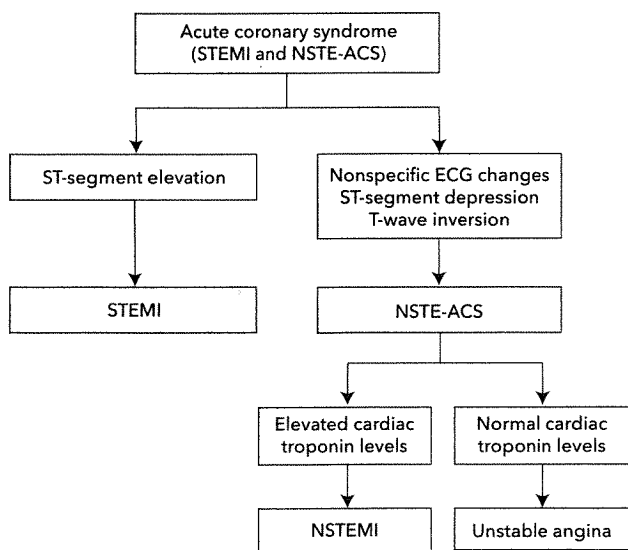 Acute coronary syndrome
(STEMI and NSTE-ACS)
ST-segment elevation
Nonspecific ECG changes
ST-segment depression
T-wave inversion
STEMI
NSTE-ACS
Elevated cardiac
troponin levels
Normal cardiac
troponin levels
NSTEMI
Unstable angina